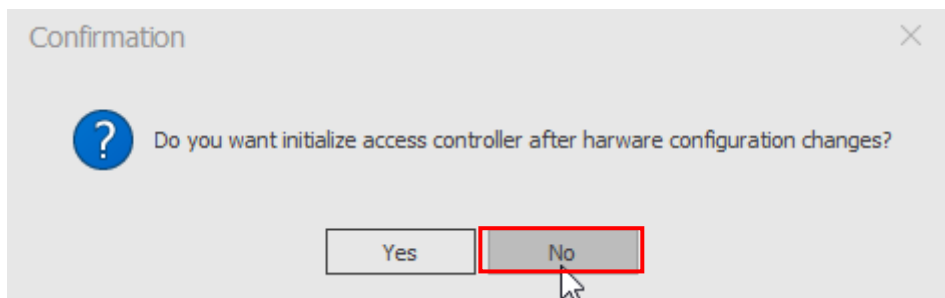 Confirmation
Do you want initialize access controller after harware configuration changes?
Yes
No